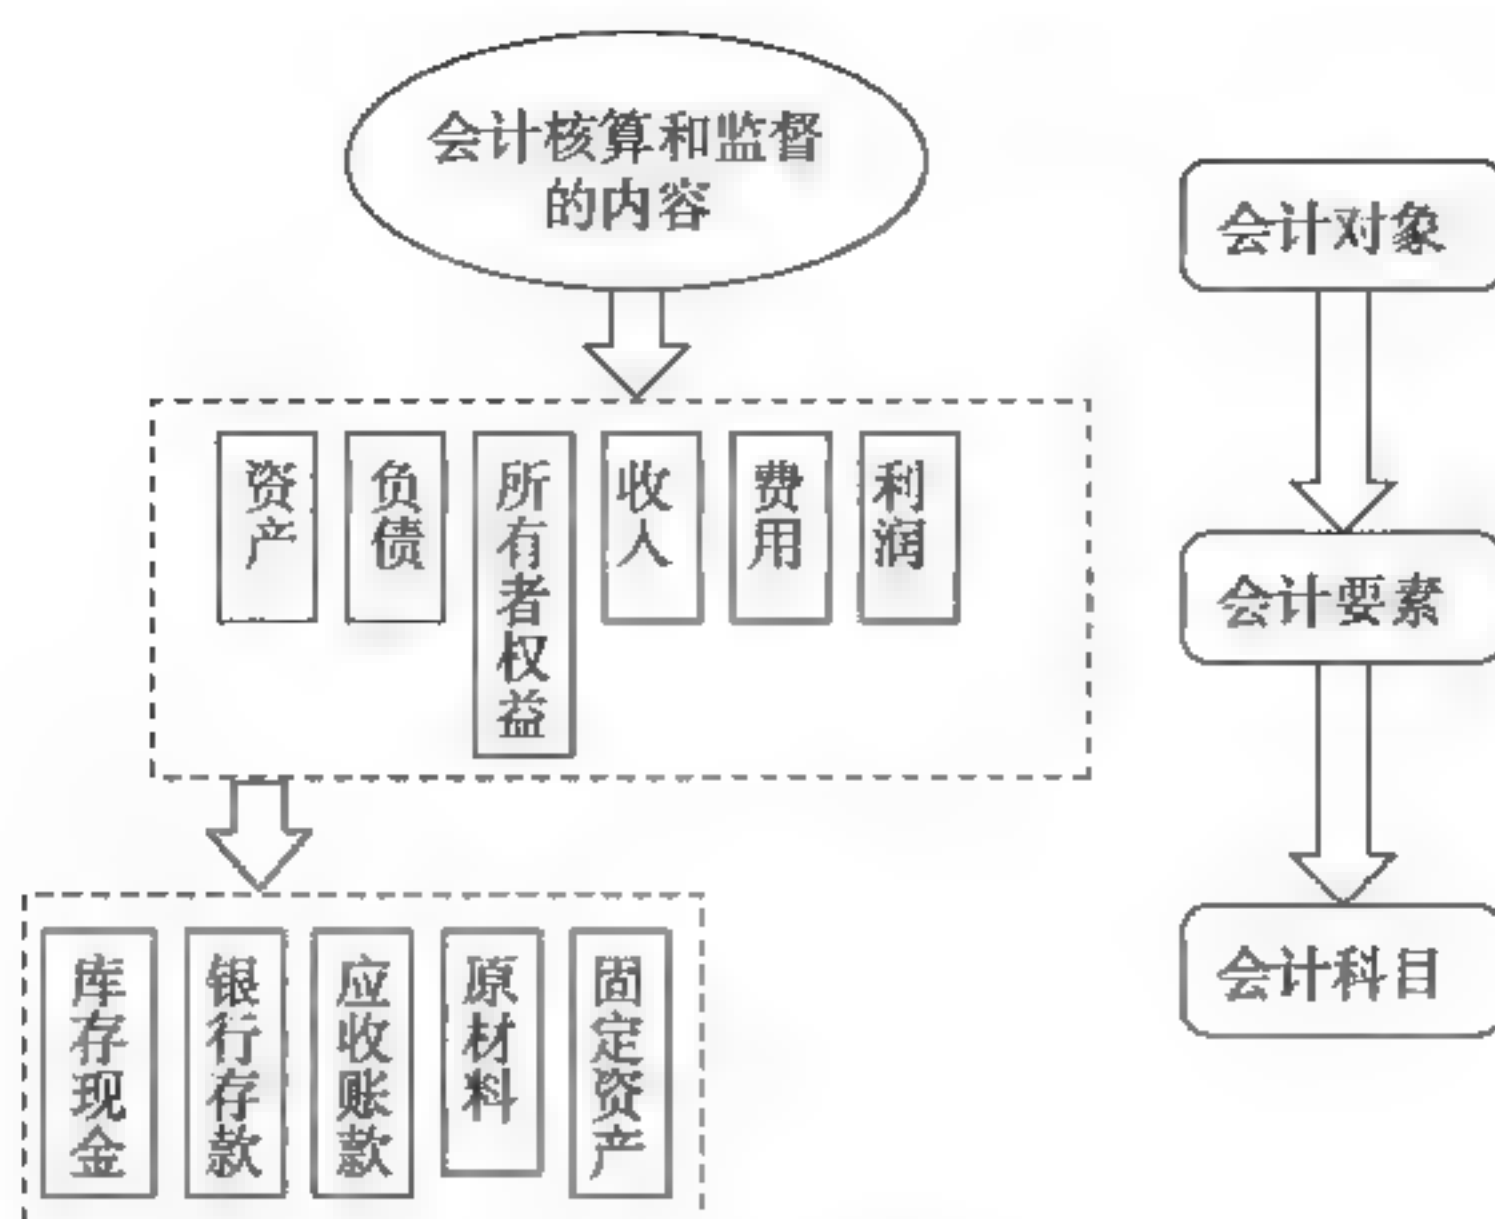 会计核算和监督
的内容
会计对象
资产
负债
所有者权益
收人
费用
利润
会计要素
库存现金
银行存款
应收账款
原材料
固定资产
会计科目